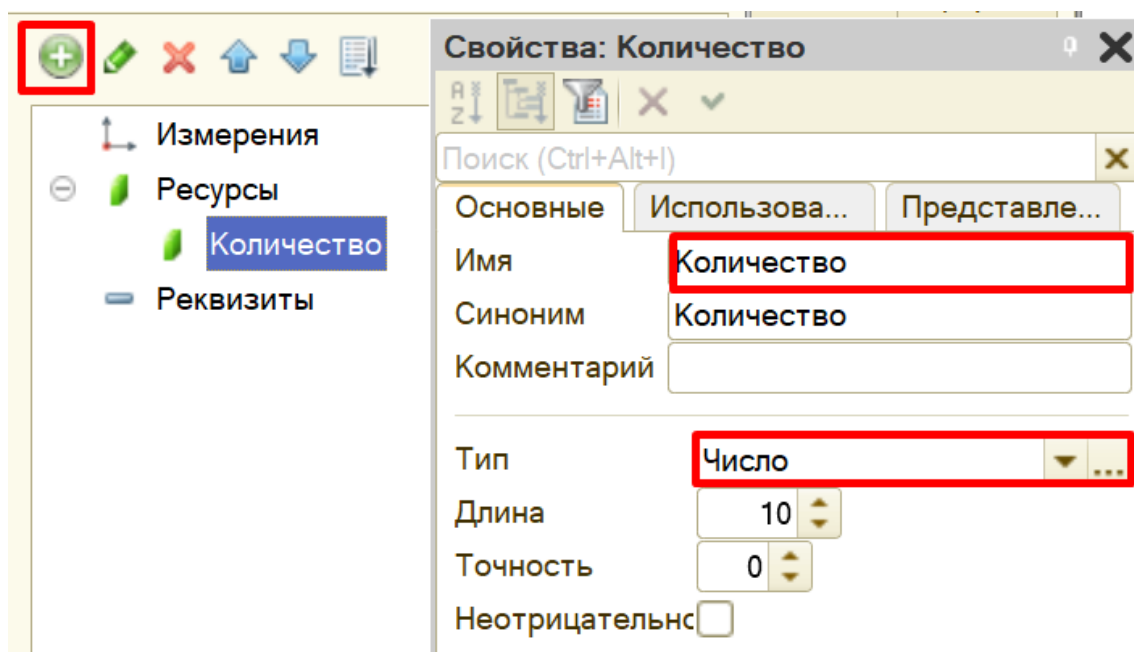 Измерения
Ресурсы
Количество
Реквизиты
Свойства: Количество
Поиск (Ctrl+Alt+I)
Основные Использова... Представле...
Имя Количество
Синоним Количество
Комментарий
Тип Число ...
Длина 10
Точность 0
Неотрицательно